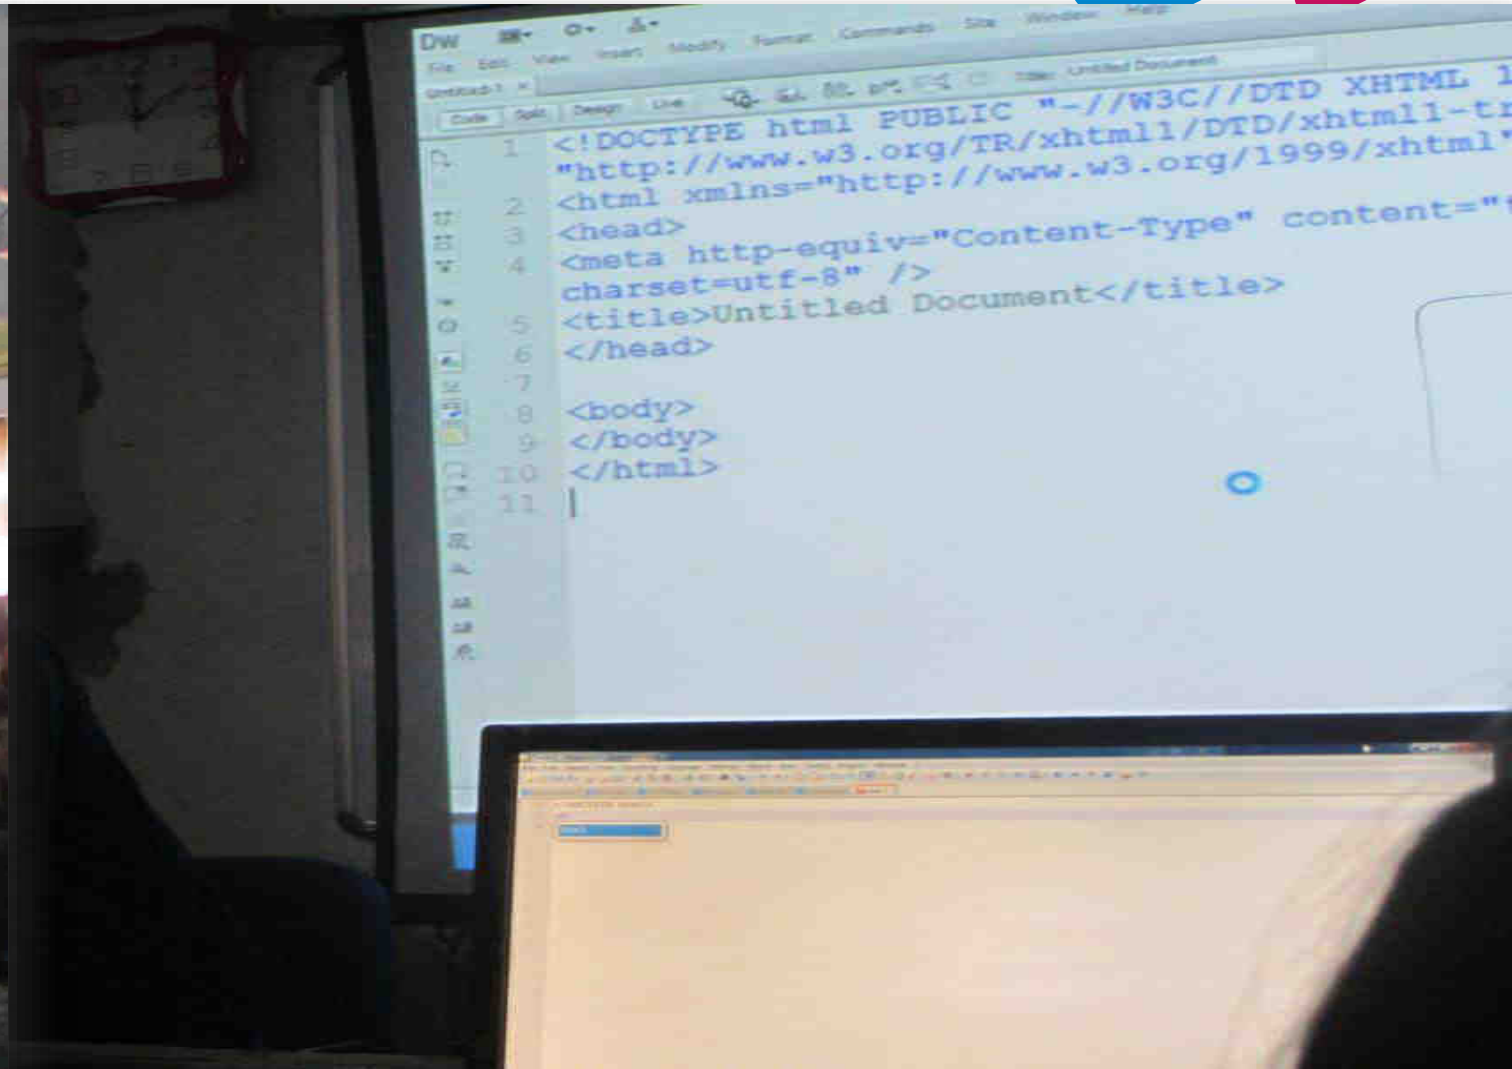 Dw
File Edit View Insert Modify Format Commands Site Window Help
Untitled-1 ×
Code Split Design Live Title: Untitled Document
1 <!DOCTYPE html PUBLIC "-//W3C//DTD XHTML 1
"http://www.w3.org/TR/xhtml1/DTD/xhtml1-t
2 <html xmlns="http://www.w3.org/1999/xhtml"
3 <head>
4 <meta http-equiv="Content-Type" content="t
charset=utf-8" />
5 <title>Untitled Document</title>
6 </head>
7
8 <body>
9 </body>
10 </html>
11